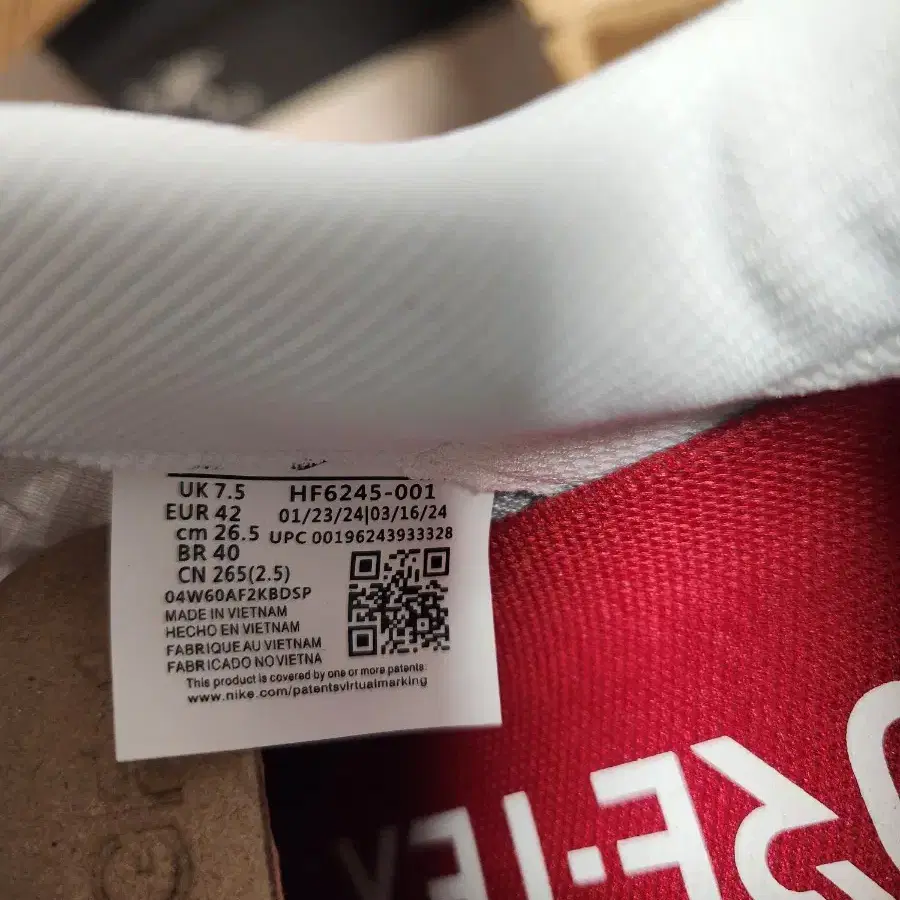 UK 7.5 HF6245-001
EUR 42 01/23/24|03/16/24
cm 26.5 UPC 00196243933328
BR 40
CN 265(2.5)
04W60AF2KBDSP
MADE IN VIETNAM
HECHO EN VIETNAM
FABRIQUE AU VIETNAM
FABRICADO NO VIETNA
This product is covered by one or more patents.
www.nike.com/patentsvirtualmarking
ORE-TEX